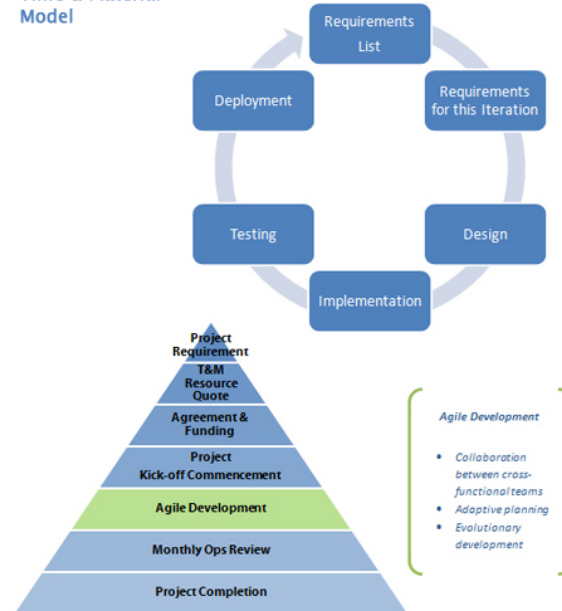 Model
Requirements
List
Requirements
for this Iteration
Design
Implementation
Testing
Deployment
Project
Requirement
T&M
Resource
Quote
Agreement &
Funding
Project
Kick-off Commencement
Agile Development
Monthly Ops Review
Project Completion
Agile Development
• Collaboration
between cross-
functional teams
• Adaptive planning
• Evolutionary
development